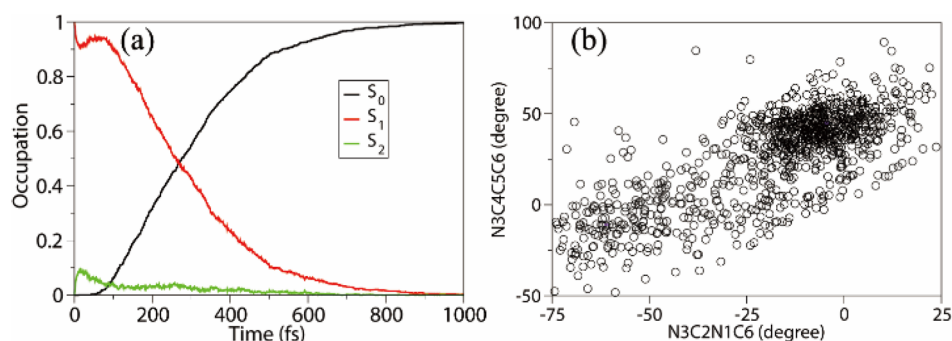 (a)
Occupation
1
0.8
0.6
0.4
0.2
0
S0
S1
S2
0 200 400 600 800 1000
Time (fs)
(b)
N3C4C5C6 (degree)
100
50
0
-50
-75 -50 -25 0 25
N3C2N1C6 (degree)